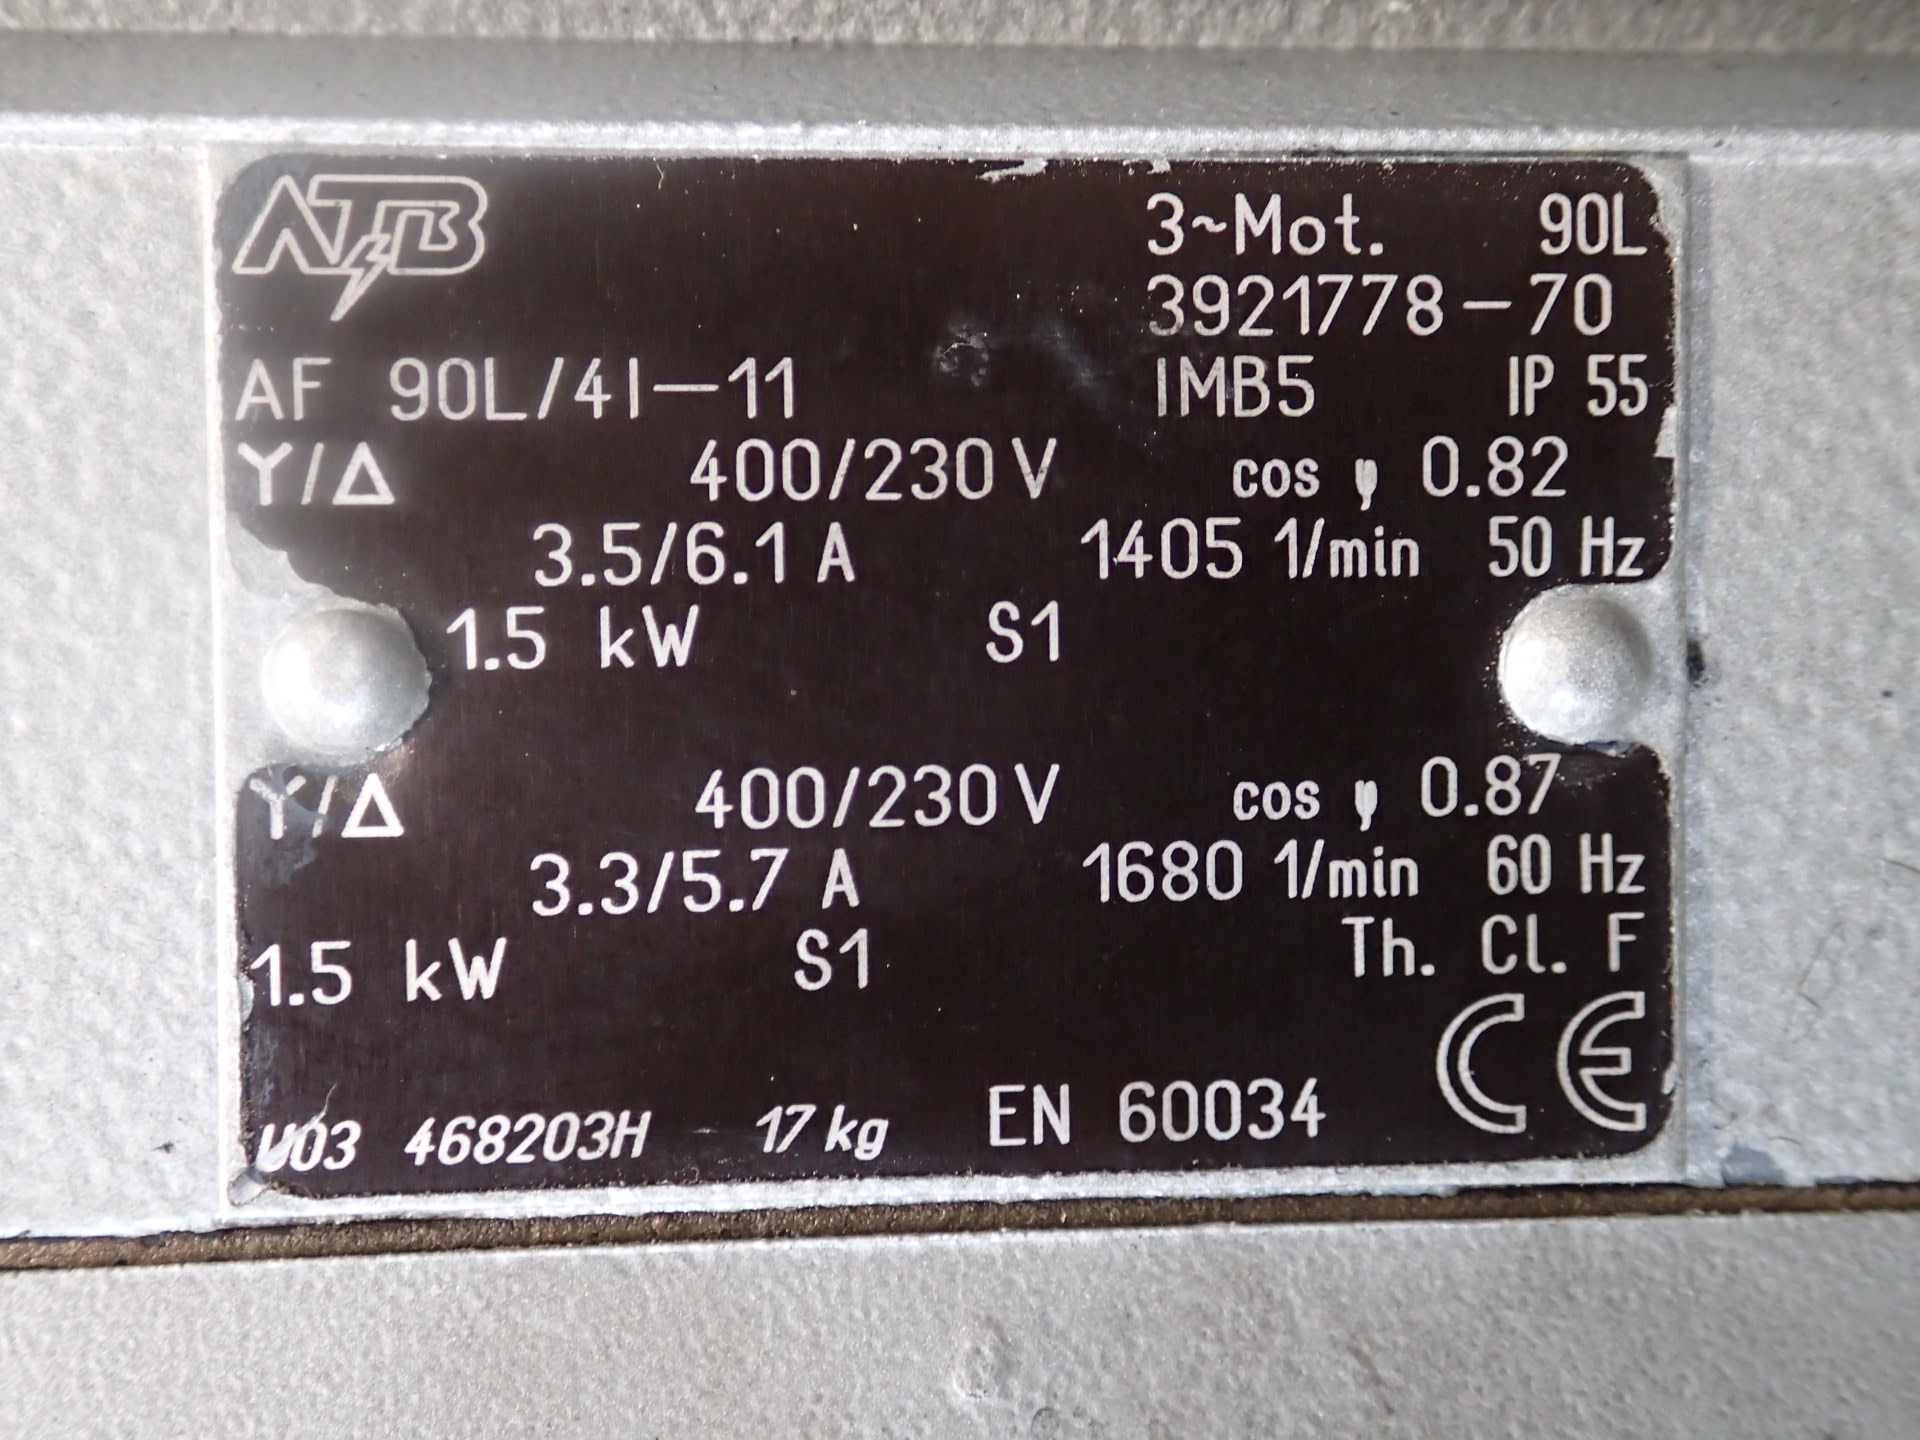 ATB
3~Mot. 90L
3921778-70
AF 90L/4I-11 IMB5 IP 55
Y/Δ 400/230 V cos φ 0.82
3.5/6.1 A 1405 1/min 50 Hz
1.5 kW S1
Y/Δ 400/230 V cos φ 0.87
3.3/5.7 A 1680 1/min 60 Hz
Th. Cl. F
1.5 kW S1
CE
U03 468203H 17 kg EN 60034